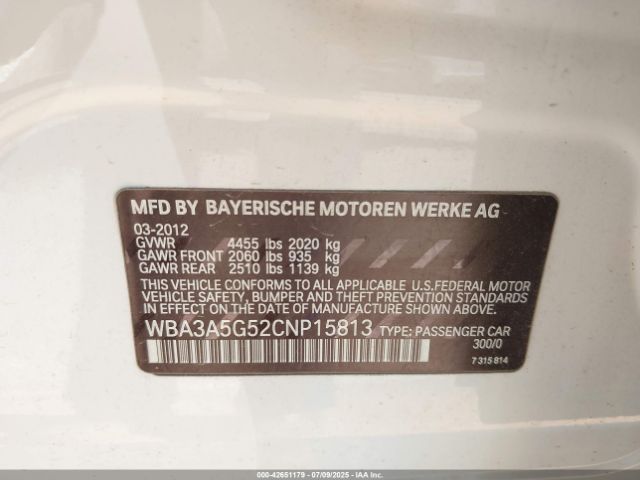 MFD BY BAYERISCHE MOTOREN WERKE AG
03-2012
GVWR 4455 lbs 2020 kg
GAWR FRONT 2060 lbs 935 kg
GAWR REAR 2510 lbs 1139 kg
THIS VEHICLE CONFORMS TO ALL APPLICABLE U.S.FEDERAL MOTOR
VEHICLE SAFETY, BUMPER AND THEFT PREVENTION STANDARDS
IN EFFECT ON THE DATE OF MANUFACTURE SHOWN ABOVE.
WBA3A5G52CNP15813 TYPE: PASSENGER CAR
300/0
7 315 814
000-42651179 - 07/09/2025 - IAA Inc.